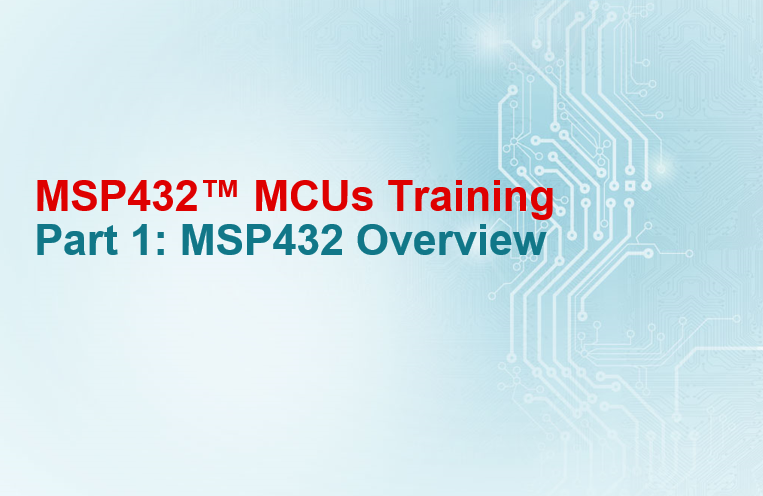 MSP432™ MCUs Training
Part 1: MSP432 Overview